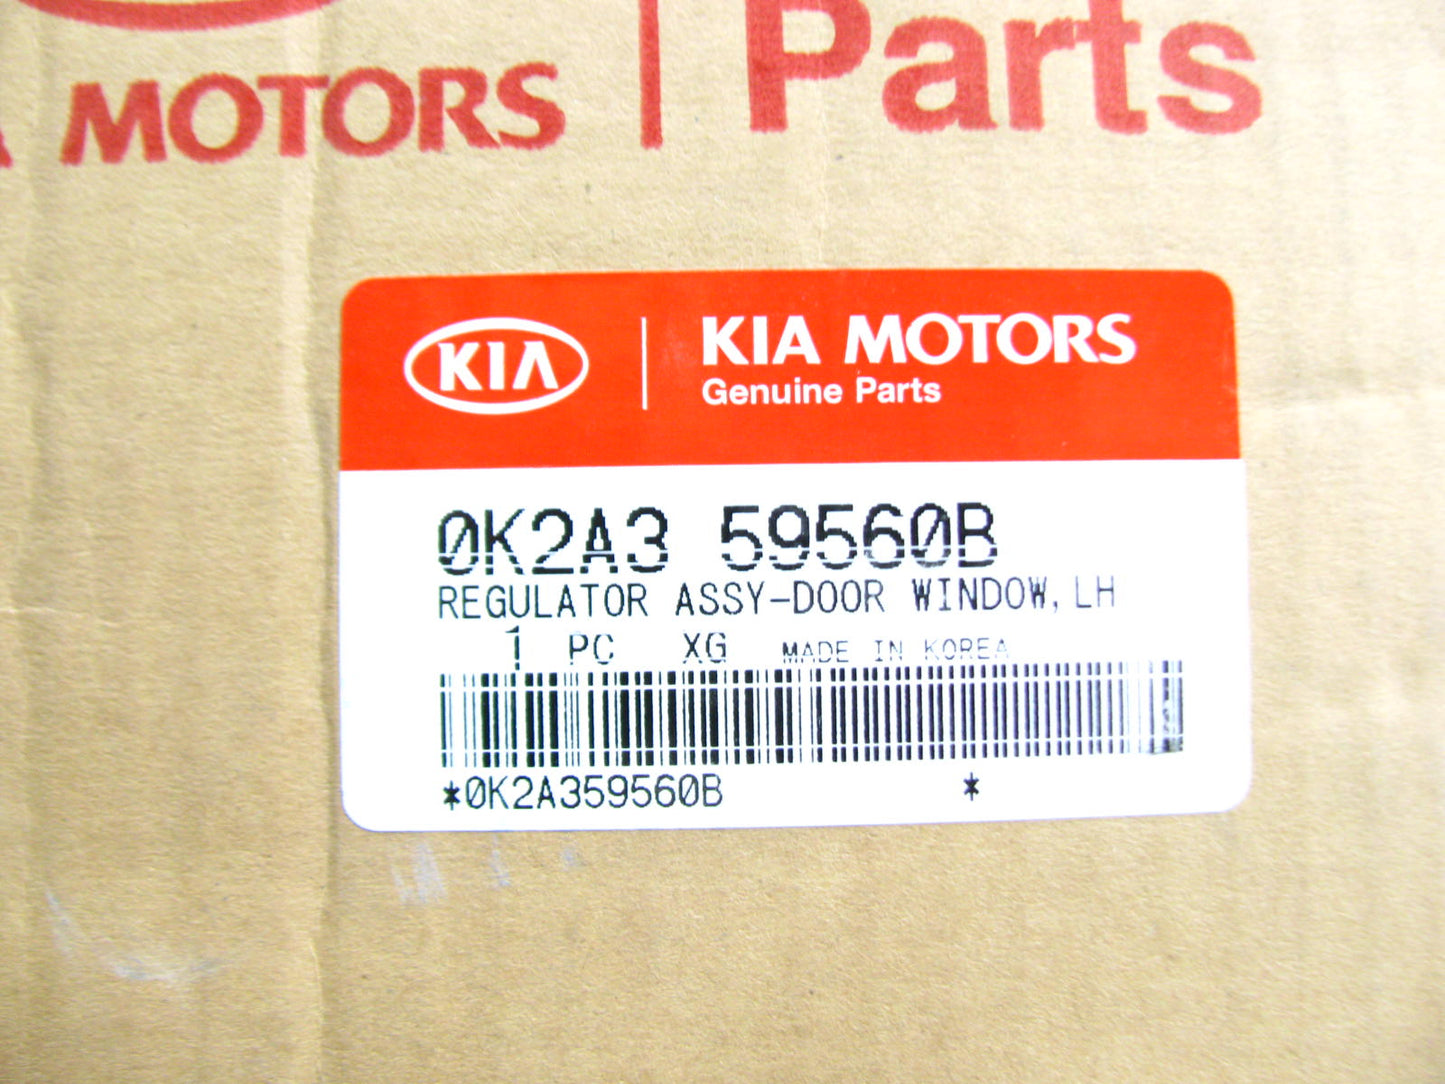 MOTORS | Parts
KIA | KIA MOTORS
Genuine Parts
0K2A3 59560B
REGULATOR ASSY-DOOR WINDOW, LH
1 PC XG MADE IN KOREA
*0K2A359560B *